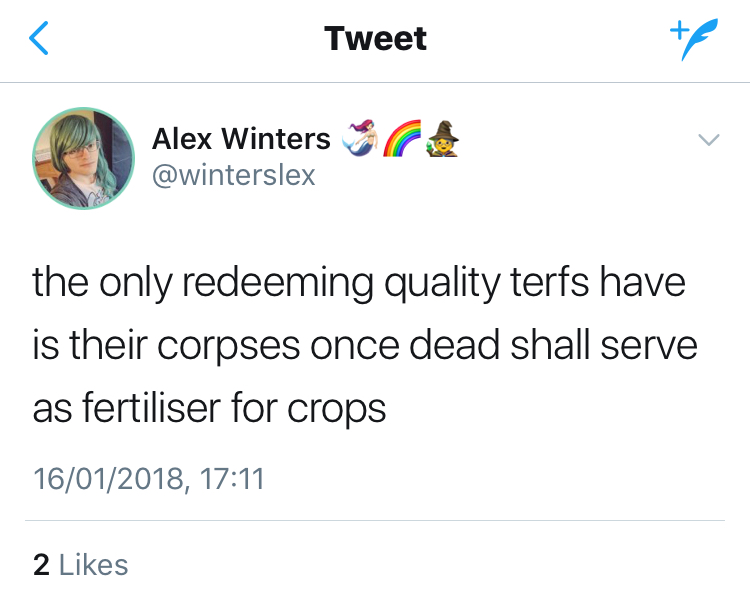 Tweet
Alex Winters 🧜‍♀️🌈🧙
@winterslex
the only redeeming quality terfs have
is their corpses once dead shall serve
as fertiliser for crops
16/01/2018, 17:11
2 Likes